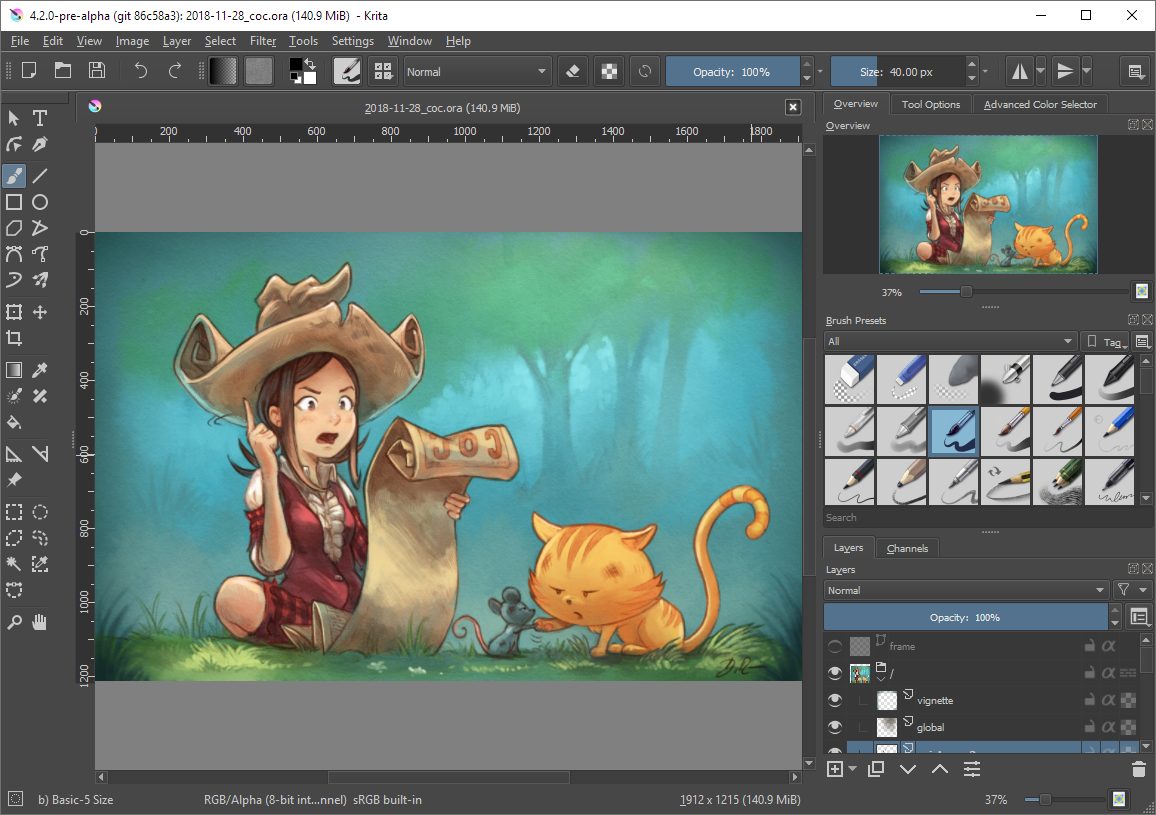 4.2.0-pre-alpha (git 86c58a3): 2018-11-28_coc.ora (140.9 MiB)  - Krita
File Edit View Image Layer Select Filter Tools Settings Window Help
Normal Opacity: 100% Size: 40.00 px
2018-11-28_coc.ora (140.9 MiB)
Overview Tool Options Advanced Color Selector
Overview
0 200 400 600 800 1000 1200 1400 1600 1800
0
200
400
600
800
1000
1200
COC
37%
Brush Presets
All Tag
Search
Layers Channels
Layers
Normal
Opacity: 100%
frame
/
vignette
global
b) Basic-5 Size RGB/Alpha (8-bit int...nnel)  sRGB built-in 1912 x 1215 (140.9 MiB) 37%